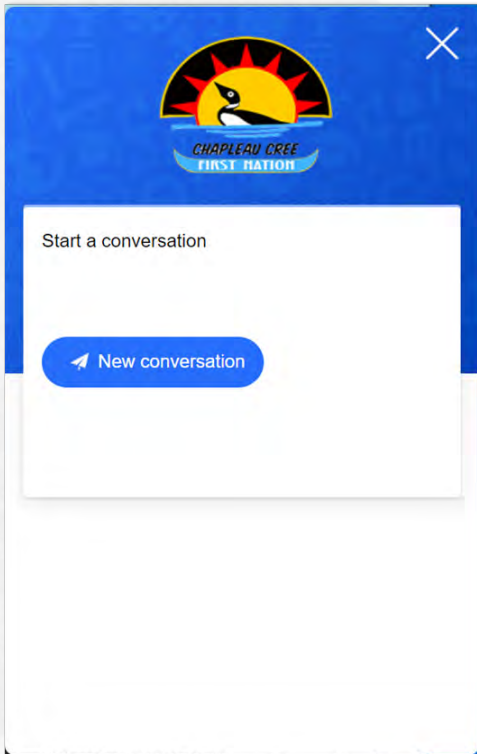 CHAPLEAU CREE
FIRST NATION
Start a conversation
New conversation